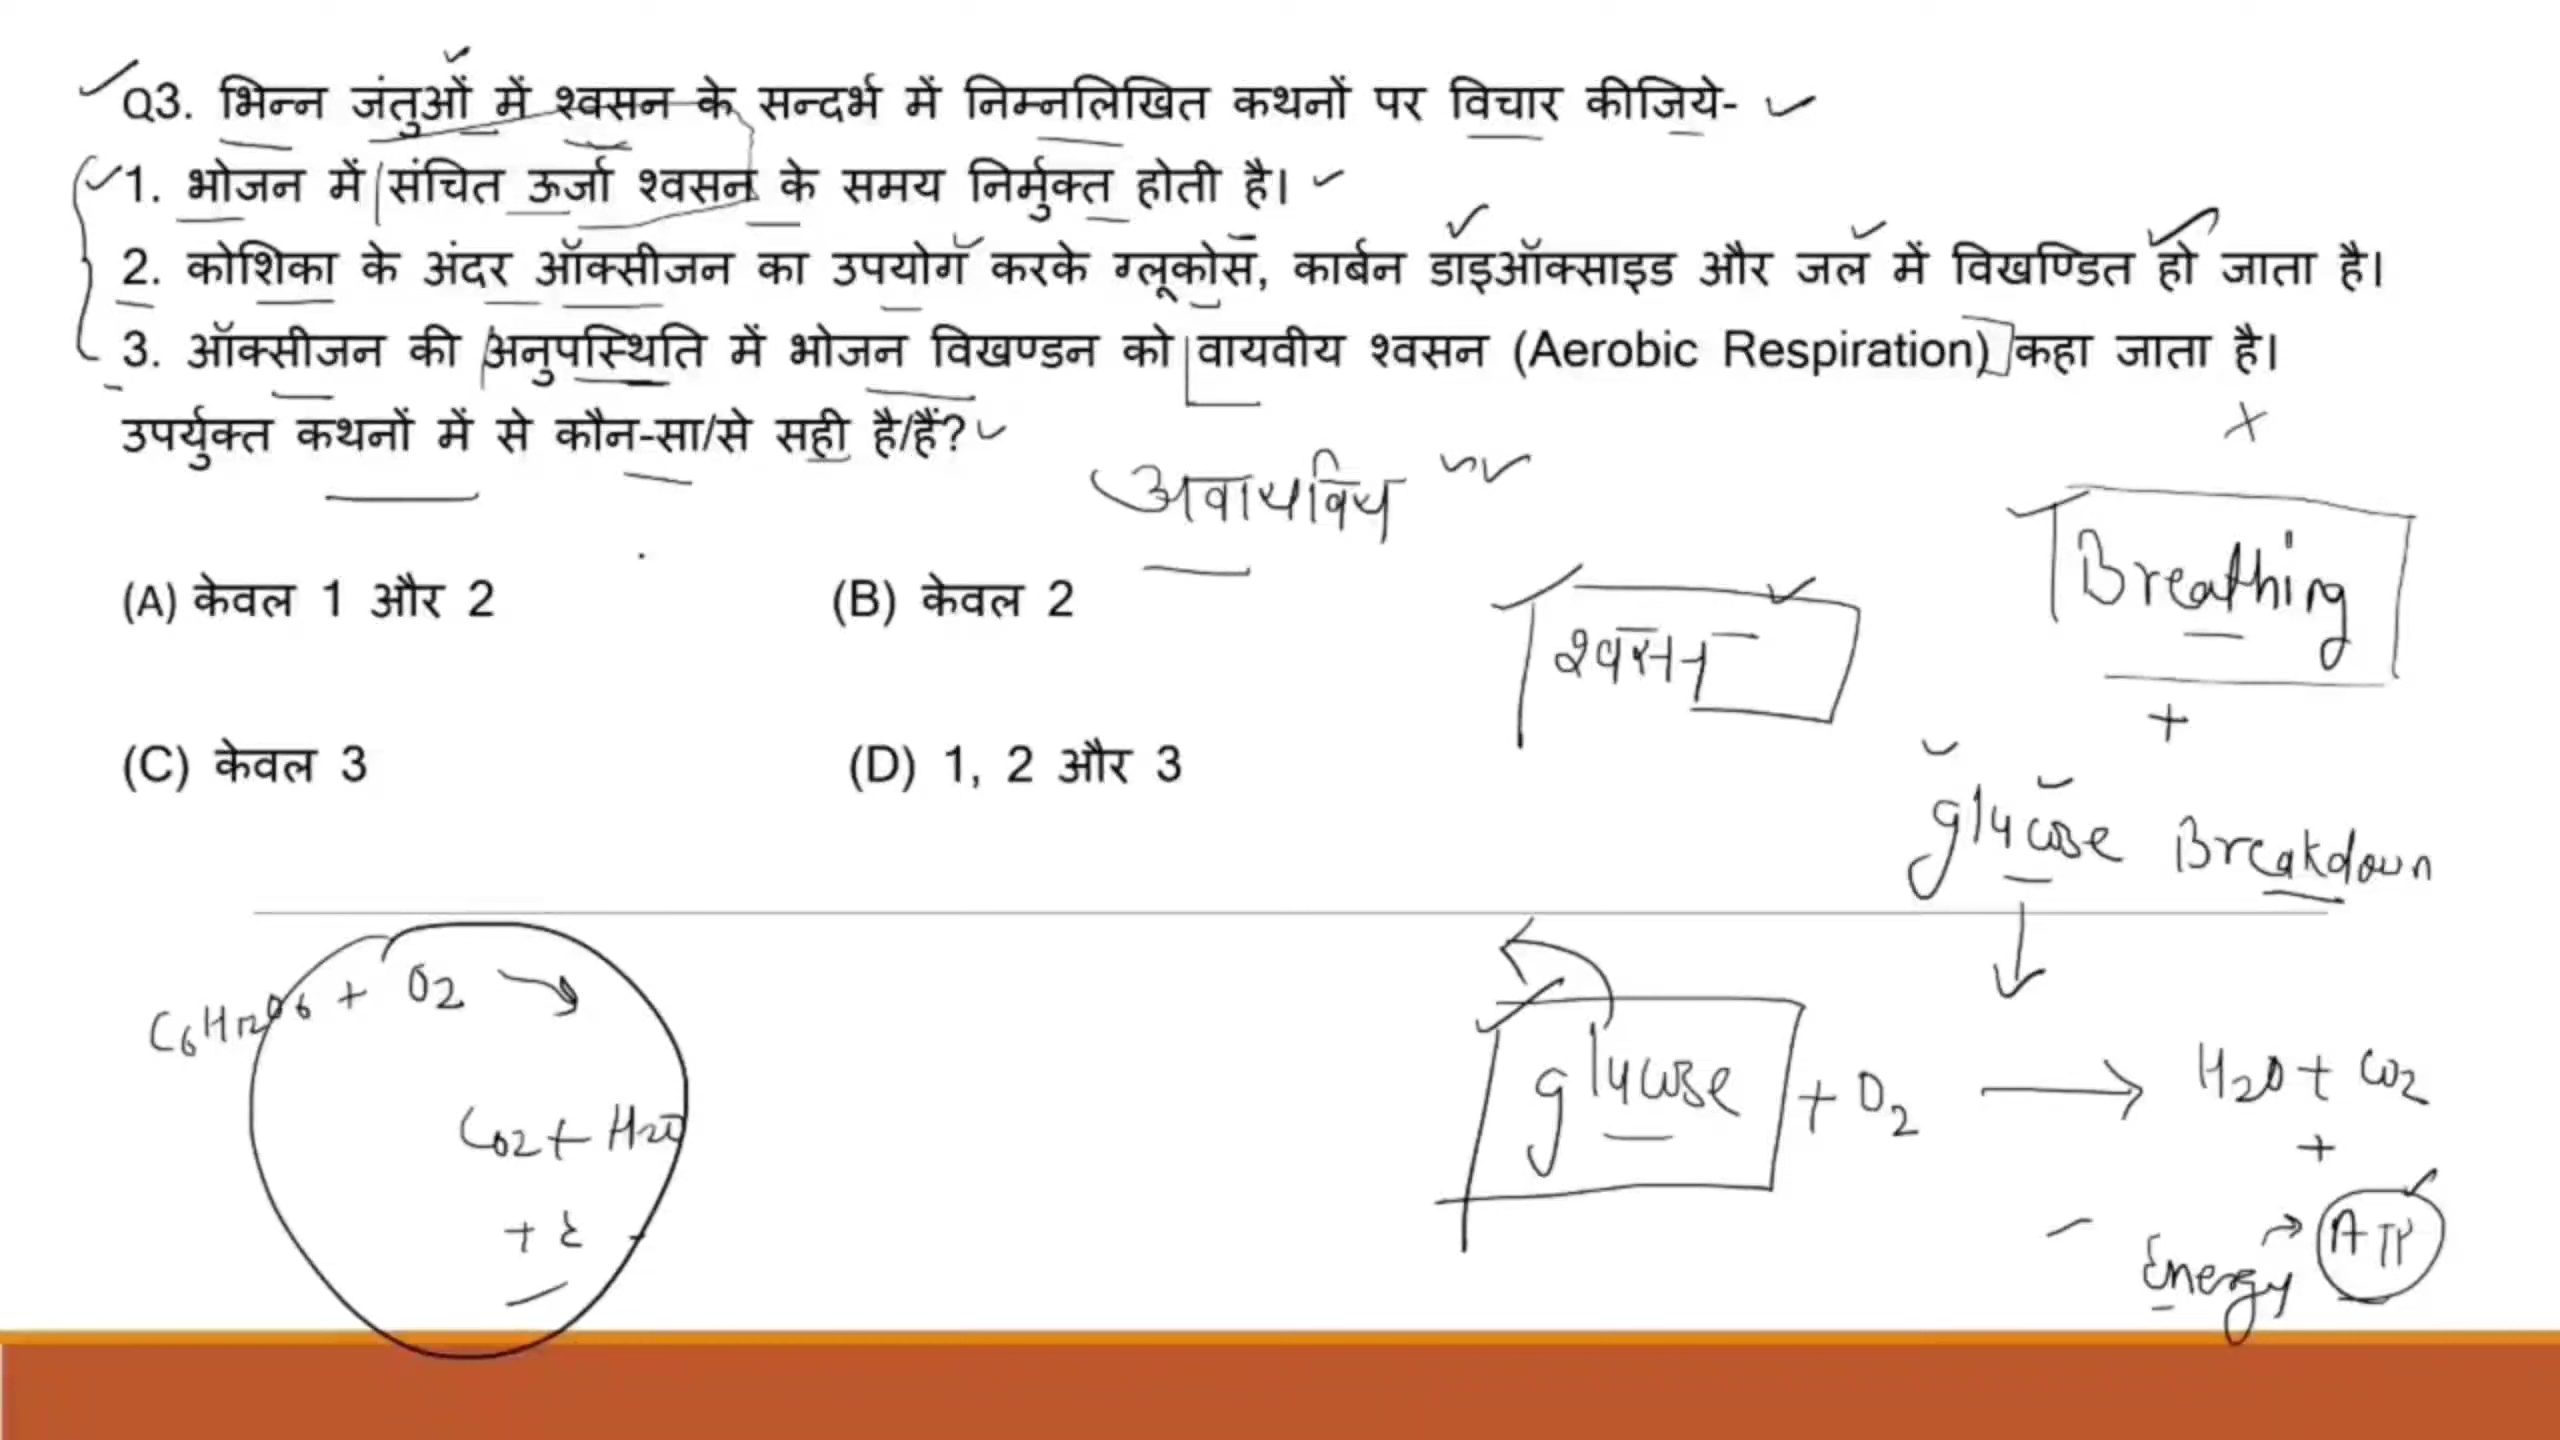 Q3. भिन्न जंतुओं में श्वसन के सन्दर्भ में निम्नलिखित कथनों पर विचार कीजिये-
1. भोजन में संचित ऊर्जा श्वसन के समय निर्मुक्त होती है।
2. कोशिका के अंदर ऑक्सीजन का उपयोग करके ग्लूकोस, कार्बन डाइऑक्साइड और जल में विखण्डित हो जाता है।
3. ऑक्सीजन की अनुपस्थिति में भोजन विखण्डन को वायवीय श्वसन (Aerobic Respiration) कहा जाता है।
उपर्युक्त कथनों में से कौन-सा/से सही है/हैं?
अवायविय
(A) केवल 1 और 2 (B) केवल 2
श्वसन
Breathing
+
(C) केवल 3 (D) 1, 2 और 3
glucose Breakdown
C6H12O6 + O2
CO2 + H2O
+ E
glucose + O2 → H2O + CO2
+
Energy → ATP